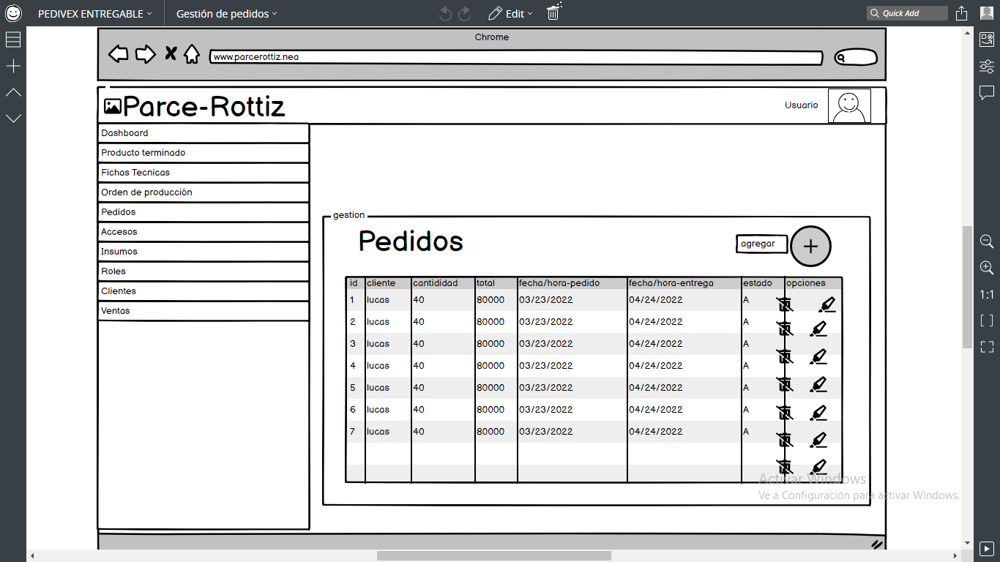 PEDIVEX ENTREGABLE Gestión de pedidos Edit Quick Add
Chrome
www.parcerottiz.nea
Parce-Rottiz Usuario
Dashboard
Producto terminado
Fichas Tecnicas
Orden de producción
Pedidos
Accesos
Insumos
Roles
Clientes
Ventas
gestion
Pedidos agregar
id cliente cantididad total fecha/hora-pedido fecha/hora-entrega estado opciones
1 lucas 40 80000 03/23/2022 04/24/2022 A
2 lucas 40 80000 03/23/2022 04/24/2022 A
3 lucas 40 80000 03/23/2022 04/24/2022 A
4 lucas 40 80000 03/23/2022 04/24/2022 A
5 lucas 40 80000 03/23/2022 04/24/2022 A
6 lucas 40 80000 03/23/2022 04/24/2022 A
7 lucas 40 80000 03/23/2022 04/24/2022 A
1:1
Activar Windows
Ve a Configuración para activar Windows.